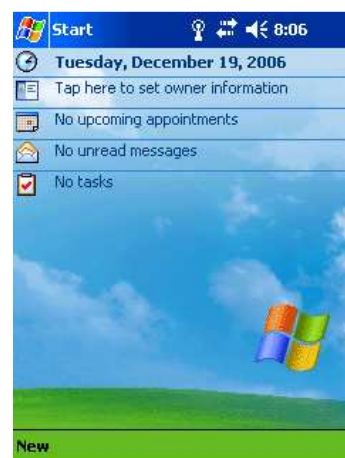 Start 8:06
Tuesday, December 19, 2006
Tap here to set owner information
No upcoming appointments
No unread messages
No tasks
New